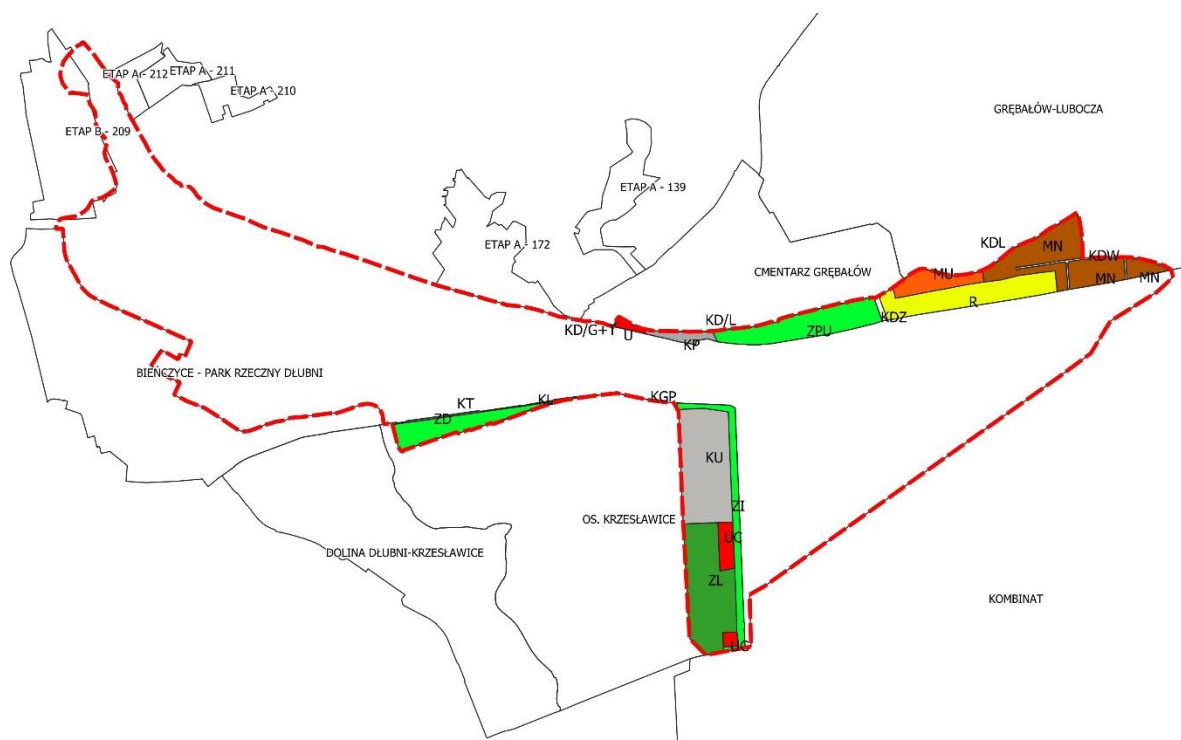 ETAP A - 212
ETAP A - 211
ETAP A - 210
ETAP B - 209
GRĘBAŁÓW-LUBOCZA
ETAP A - 139
ETAP A - 172
CMENTARZ GRĘBAŁÓW
KDL
MN
KDW
MU
MN
MN
R
KD/G+T
U
KD/L
KDZ
KP
ZPU
BIEŃCZYCE - PARK RZECZNY DŁUBNI
KT
KL
KGP
ZD
KU
ZI
OS. KRZESŁAWICE
UC
DOLINA DŁUBNI-KRZESŁAWICE
ZL
KOMBINAT
UC